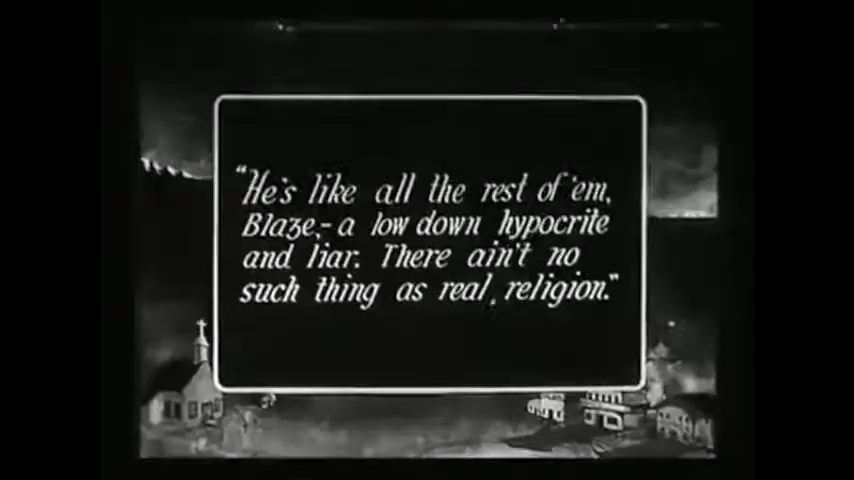 "He's like all the rest of 'em,
Blaze,- a low down hypocrite
and liar. There ain't no
such thing as real religion."